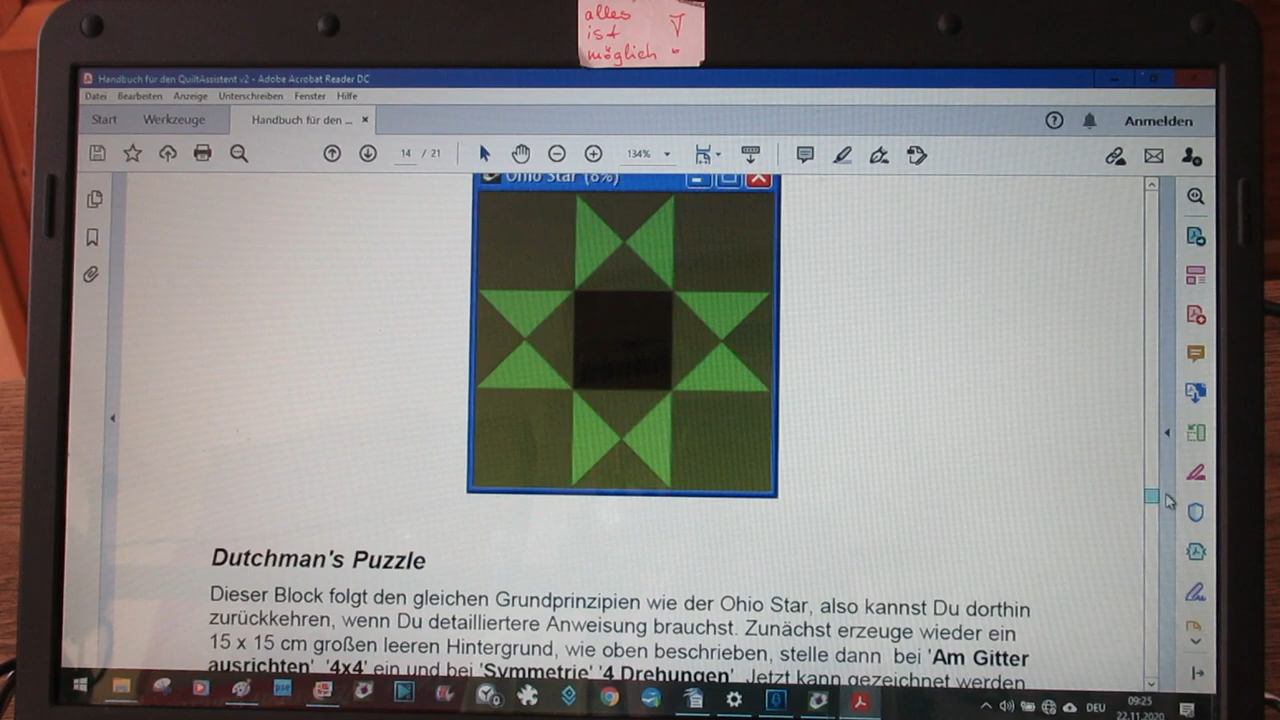 alles
ist
möglich !
Handbuch für den QuiltAssistent v2 - Adobe Acrobat Reader DC
Datei Bearbeiten Anzeige Unterschreiben Fenster Hilfe
Start Werkzeuge Handbuch für den ... × Anmelden
14 / 21 134%
Ohio Star (6%)
Dutchman's Puzzle
Dieser Block folgt den gleichen Grundprinzipien wie der Ohio Star, also kannst Du dorthin
zurückkehren, wenn Du detailliertere Anweisung brauchst. Zunächst erzeuge wieder ein
15 x 15 cm großen leeren Hintergrund, wie oben beschrieben, stelle dann bei 'Am Gitter
ausrichten' '4x4' ein und bei 'Symmetrie' '4 Drehungen'. Jetzt kann gezeichnet werden
pse
DEU
09:25
22.11.2020